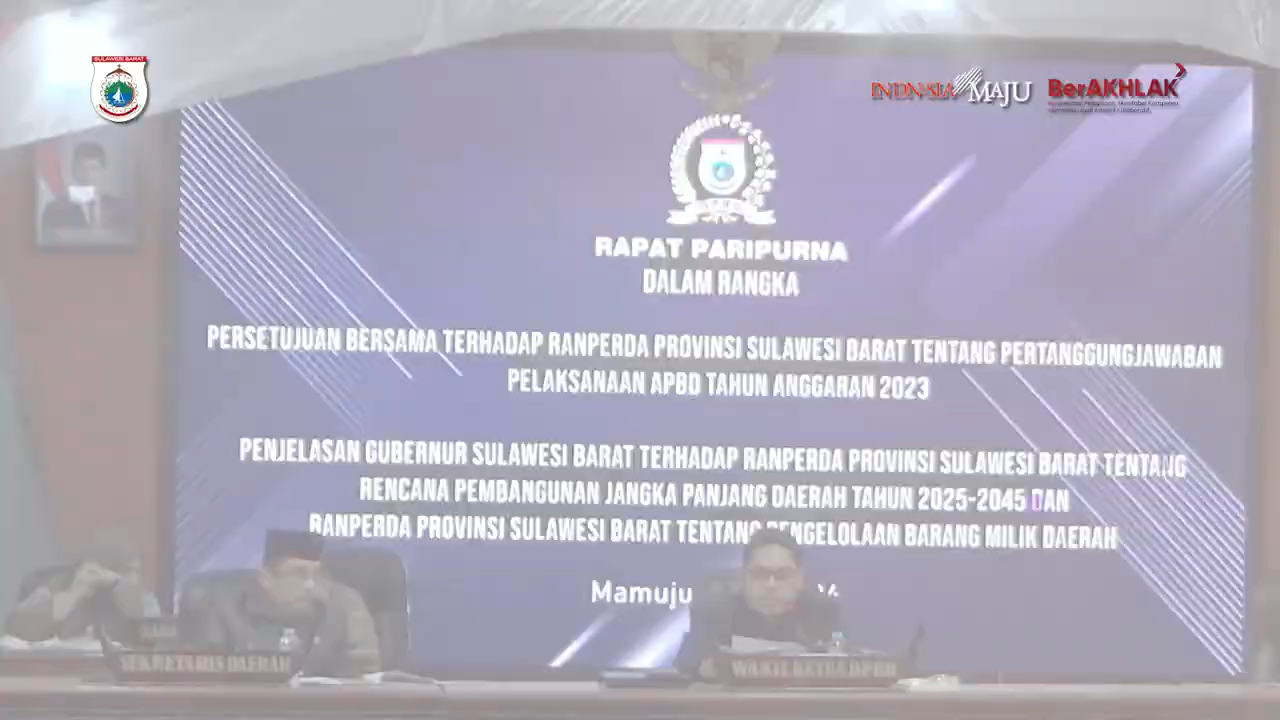 SULAWESI BARAT
INDONESIA MAJU
BerAKHLAK
RAPAT PARIPURNA
DALAM RANGKA
PERSETUJUAN BERSAMA TERHADAP RANPERDA PROVINSI SULAWESI BARAT TENTANG PERTANGGUNGJAWABAN
PELAKSANAAN APBD TAHUN ANGGARAN 2023
PENJELASAN GUBERNUR SULAWESI BARAT TERHADAP RANPERDA PROVINSI SULAWESI BARAT TENTANG
RENCANA PEMBANGUNAN JANGKA PANJANG DAERAH TAHUN 2025-2045 DAN
RANPERDA PROVINSI SULAWESI BARAT TENTANG PENGELOLAAN BARANG MILIK DAERAH
Mamuju
SEKRETARIS DAERAH
WAKIL KETUA DPRD